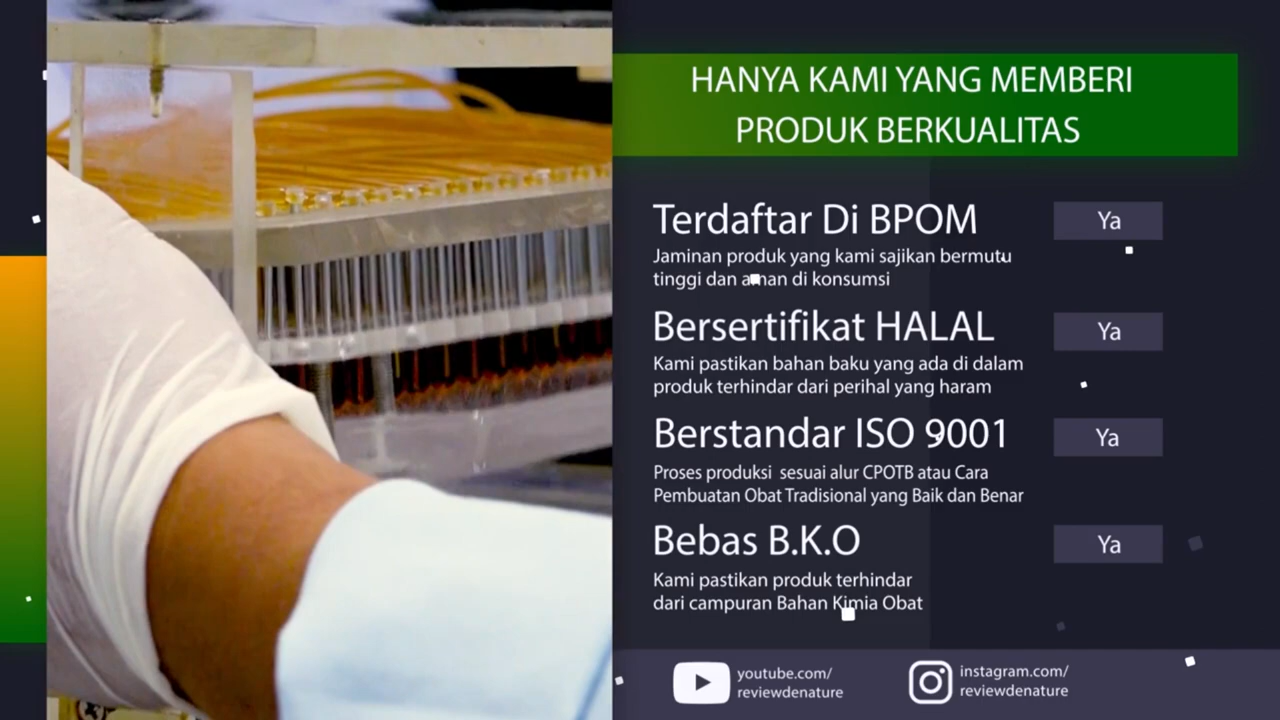 HANYA KAMI YANG MEMBERI
PRODUK BERKUALITAS
Terdaftar Di BPOM
Ya
Jaminan produk yang kami sajikan bermutu
tinggi dan aman di konsumsi
Bersertifikat HALAL
Ya
Kami pastikan bahan baku yang ada di dalam
produk terhindar dari perihal yang haram
Berstandar ISO 9001
Ya
Proses produksi sesuai alur CPOTB atau Cara
Pembuatan Obat Tradisional yang Baik dan Benar
Bebas B.K.O
Ya
Kami pastikan produk terhindar
dari campuran Bahan Kimia Obat
youtube.com/
reviewdenature
instagram.com/
reviewdenature